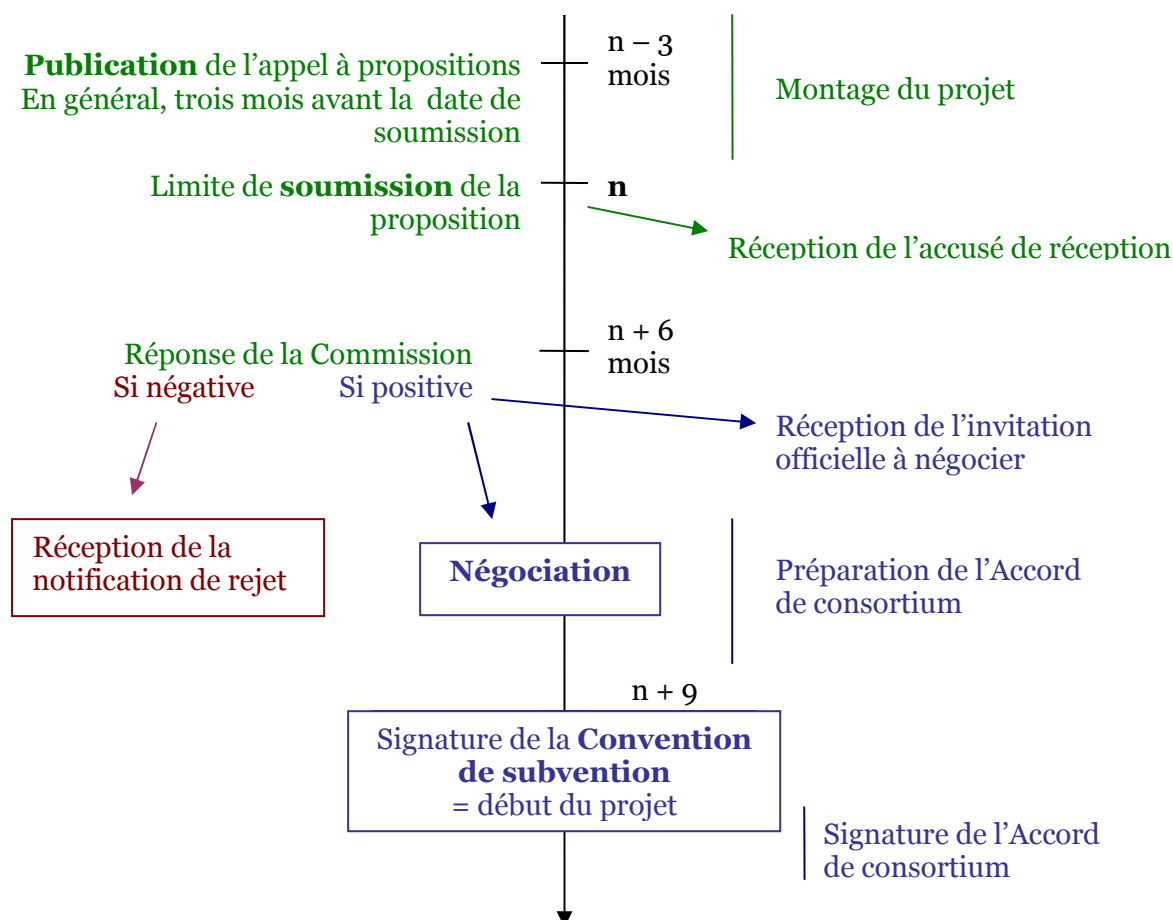 n – 3
mois
Publication de l’appel à propositions
En général, trois mois avant la date de
soumission
Montage du projet
Limite de soumission de la
proposition
n
Réception de l’accusé de réception
n + 6
mois
Réponse de la Commission
Si négative
Si positive
Réception de l’invitation
officielle à négocier
Réception de la
notification de rejet
Négociation
Préparation de l’Accord
de consortium
n + 9
Signature de la Convention
de subvention
= début du projet
Signature de l’Accord
de consortium